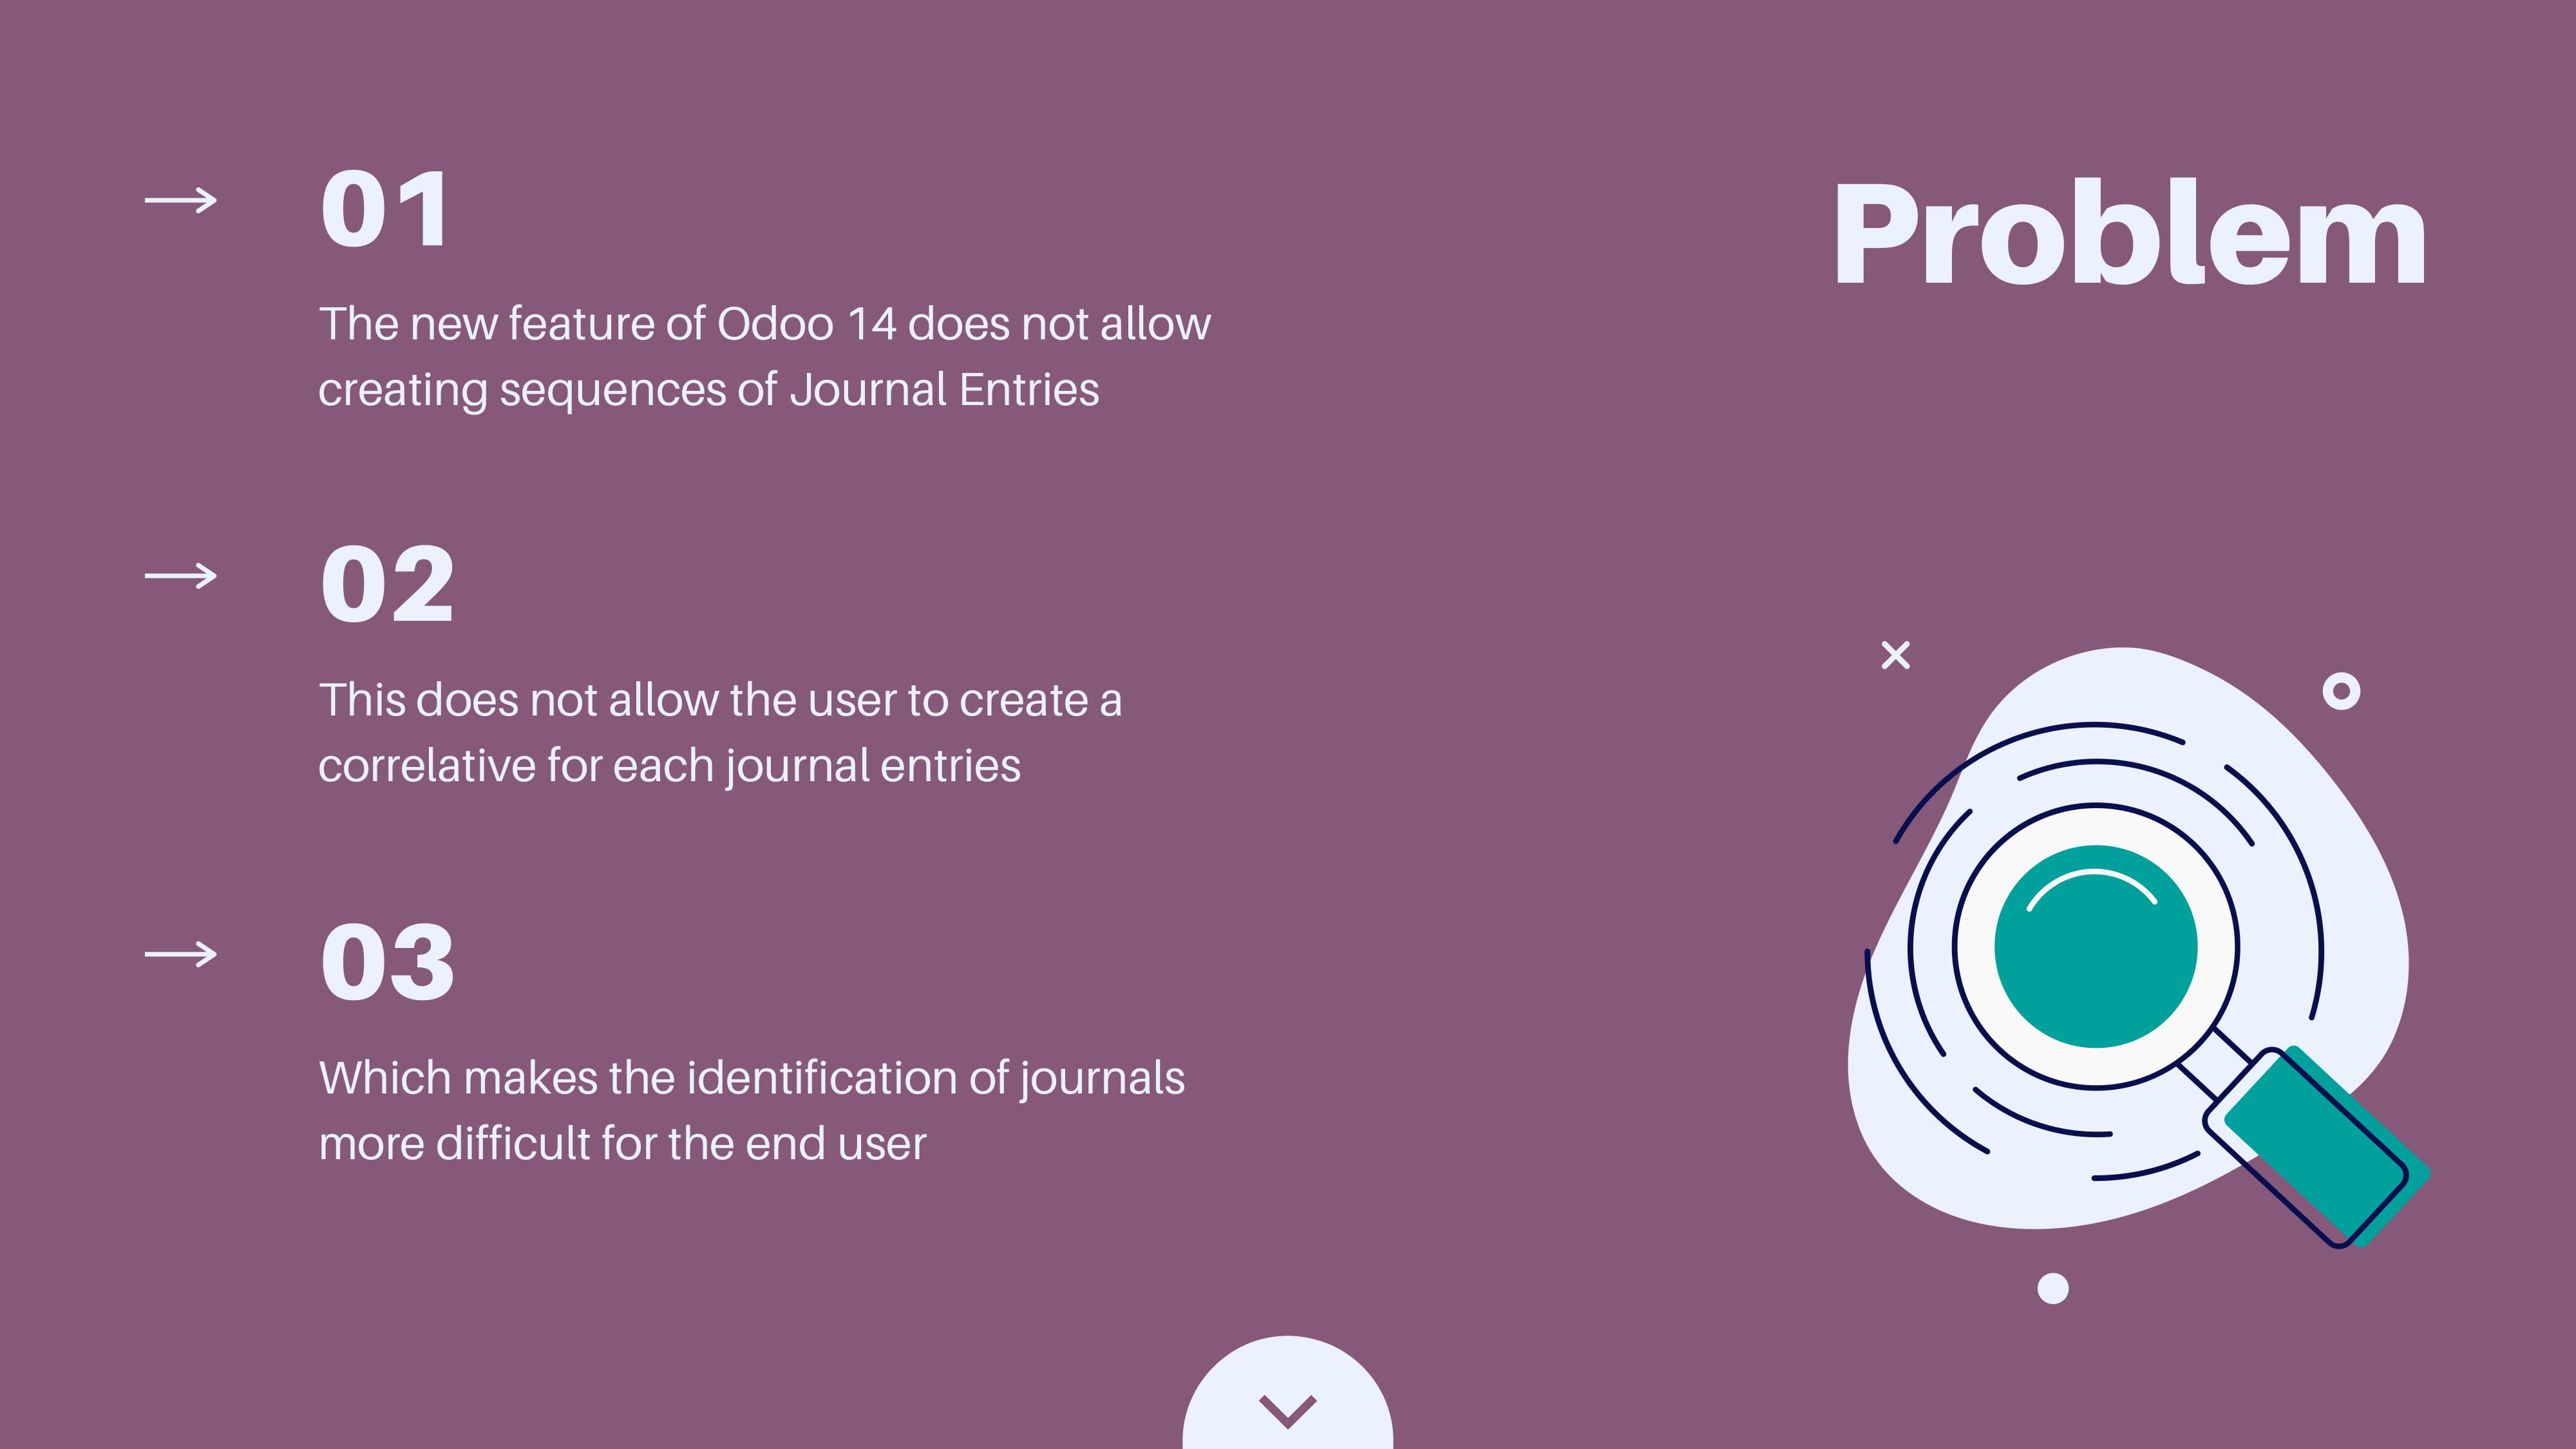 01
The new feature of Odoo 14 does not allow
creating sequences of Journal Entries
02
This does not allow the user to create a
correlative for each journal entries
03
Which makes the identification of journals
more difficult for the end user
Problem